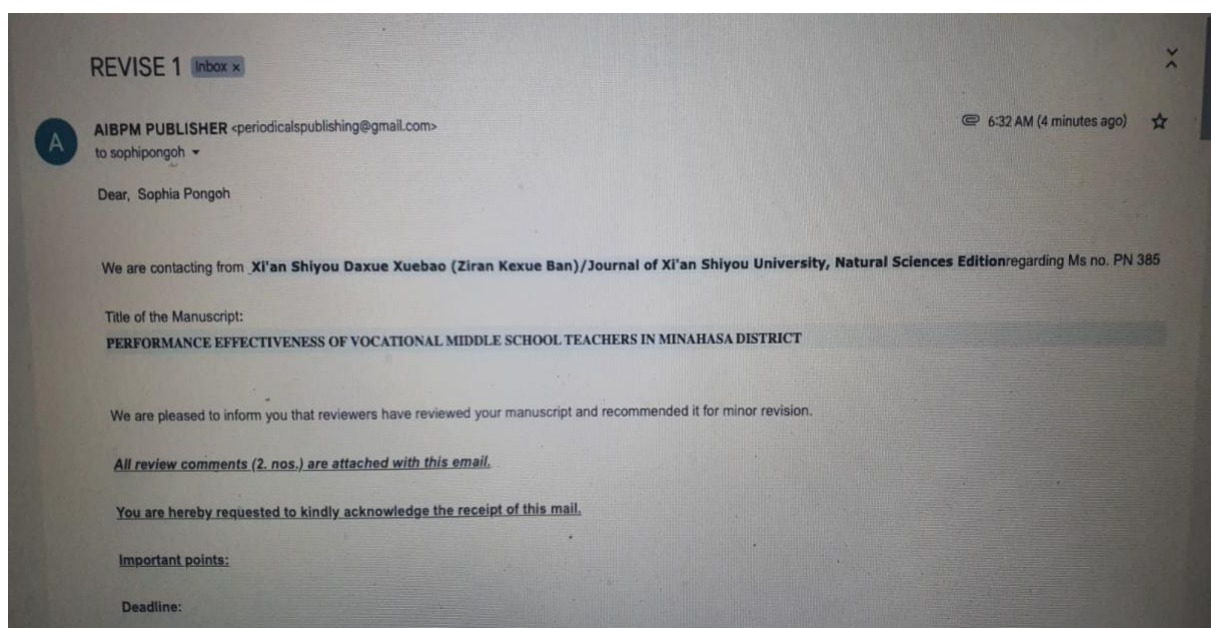 REVISE 1 Inbox x
A
AIBPM PUBLISHER <periodicalspublishing@gmail.com>
6:32 AM (4 minutes ago)
to sophipongoh
Dear, Sophia Pongoh
We are contacting from Xi'an Shiyou Daxue Xuebao (Ziran Kexue Ban)/Journal of Xi'an Shiyou University, Natural Sciences Editionregarding Ms no. PN 385
Title of the Manuscript:
PERFORMANCE EFFECTIVENESS OF VOCATIONAL MIDDLE SCHOOL TEACHERS IN MINAHASA DISTRICT
We are pleased to inform you that reviewers have reviewed your manuscript and recommended it for minor revision.
All review comments (2. nos.) are attached with this email.
You are hereby requested to kindly acknowledge the receipt of this mail.
Important points:
Deadline: